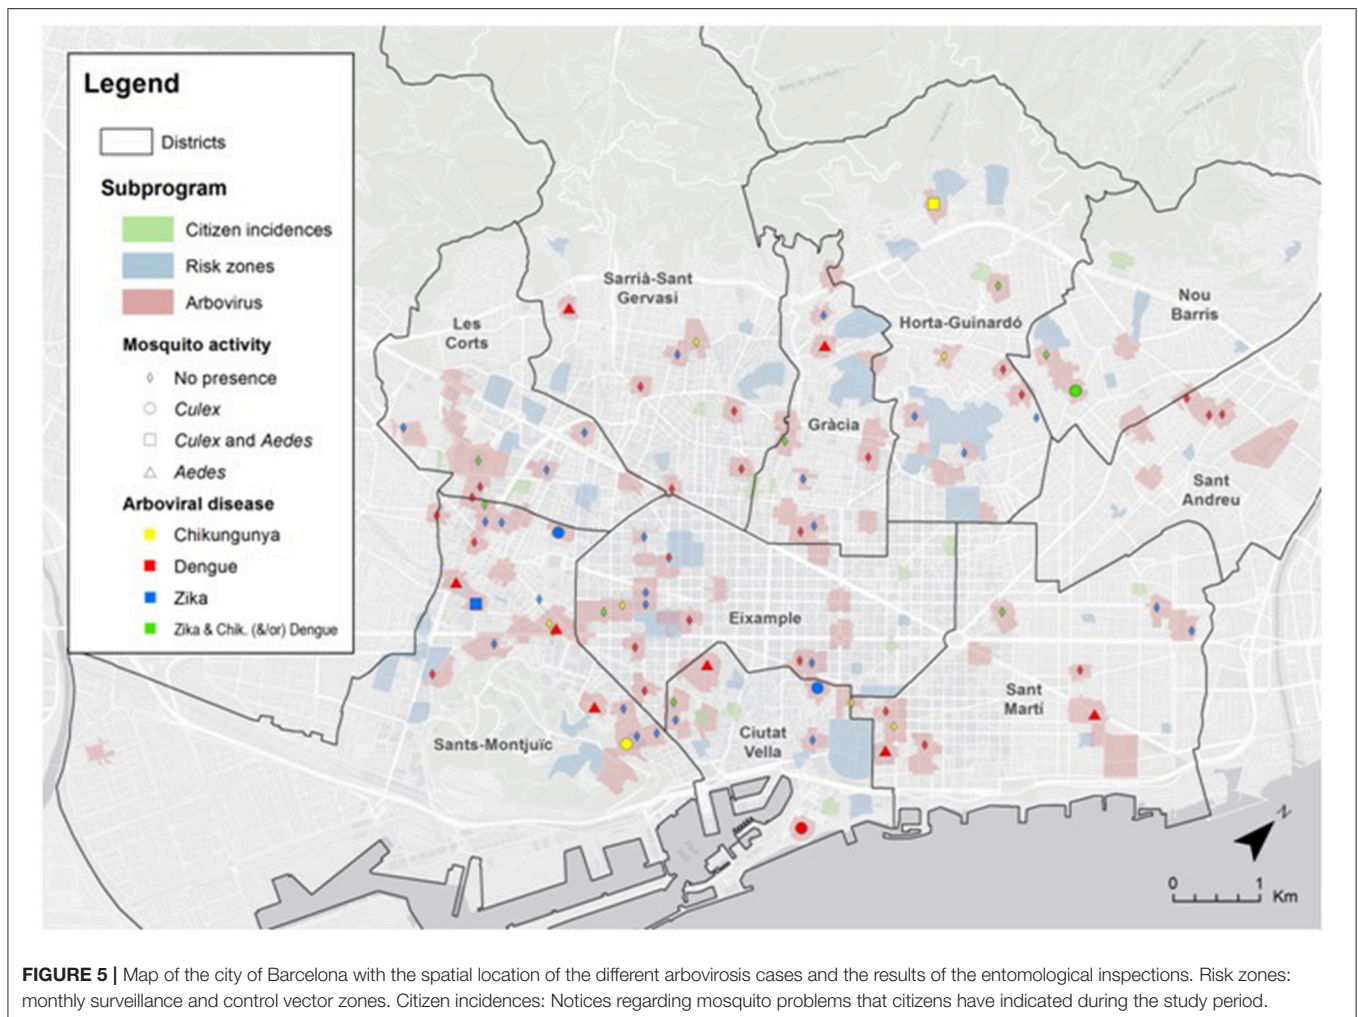 Legend
Districts
Subprogram
Citizen incidences
Risk zones
Arbovirus
Mosquito activity
No presence
Culex
Culex and Aedes
Aedes
Arboviral disease
Chikungunya
Dengue
Zika
Zika & Chik. (&/or) Dengue
Sarrià-Sant
Gervasi
Les
Corts
Horta-Guinardó
Nou
Barris
Gràcia
Sant
Andreu
Eixample
Sant
Martí
Ciutat
Vella
Sants-Montjuïc
N
0 1
Km
FIGURE 5 | Map of the city of Barcelona with the spatial location of the different arbovirosis cases and the results of the entomological inspections. Risk zones:
monthly surveillance and control vector zones. Citizen incidences: Notices regarding mosquito problems that citizens have indicated during the study period.